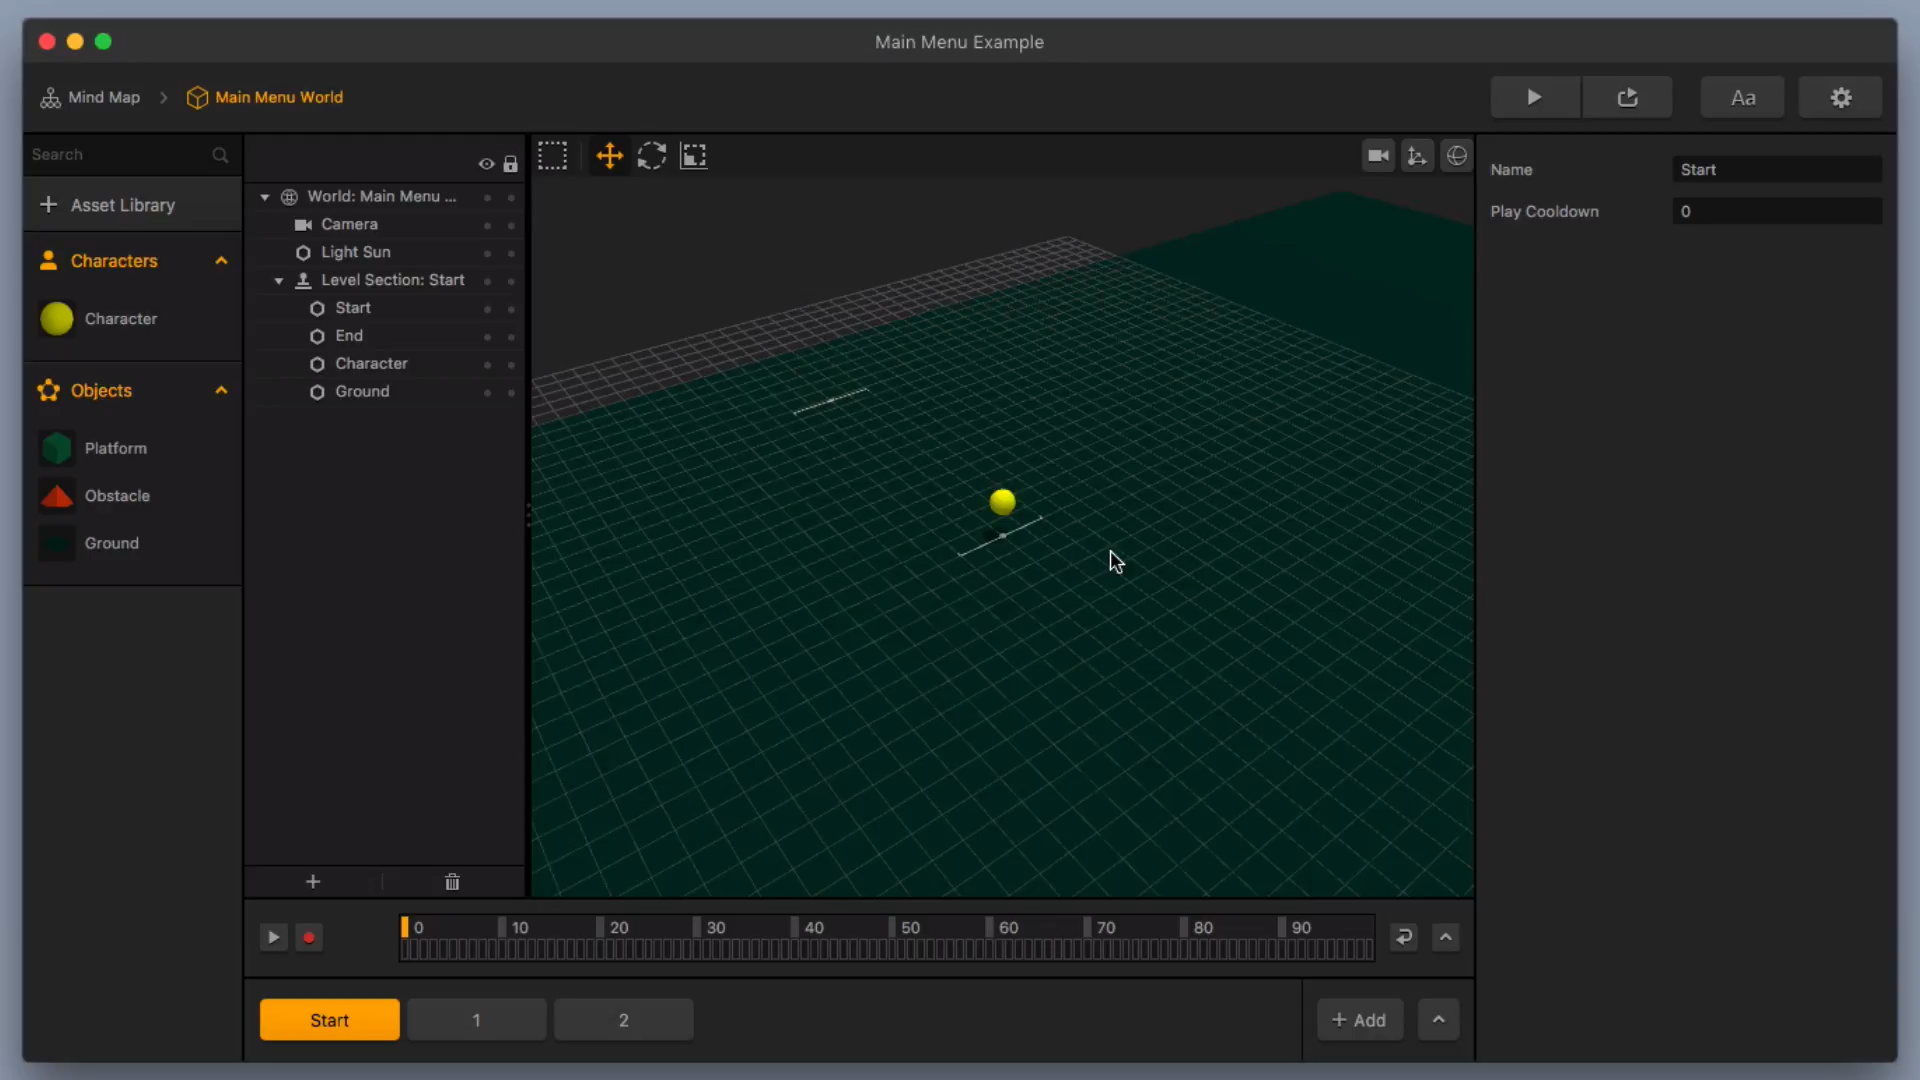 Main Menu Example
Mind Map
Main Menu World
Aa
Search
Asset Library
Characters
Character
Objects
Platform
Obstacle
Ground
World: Main Menu ...
Camera
Light Sun
Level Section: Start
Start
End
Character
Ground
Name
Start
Play Cooldown
0
0 10 20 30 40 50 60 70 80 90
Start
1
2
+ Add